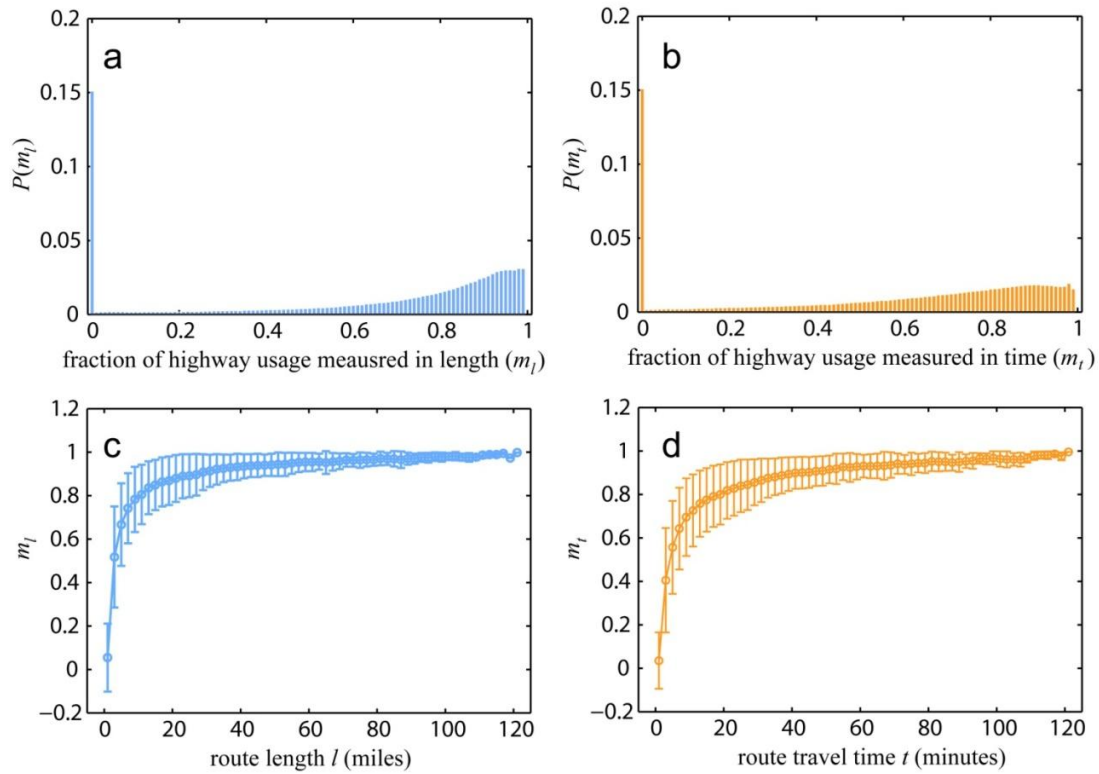 a
0.2
0.15
0.1
0.05
0
P(m_l)
0 0.2 0.4 0.6 0.8 1
fraction of highway usage meausred in length (m_l)
b
0.2
0.15
0.1
0.05
0
P(m_t)
0 0.2 0.4 0.6 0.8 1
fraction of highway usage measured in time (m_t)
c
1.2
1
0.8
0.6
0.4
0.2
0
−0.2
m_l
0 20 40 60 80 100 120
route length l (miles)
d
1.2
1
0.8
0.6
0.4
0.2
0
−0.2
m_t
0 20 40 60 80 100 120
route travel time t (minutes)